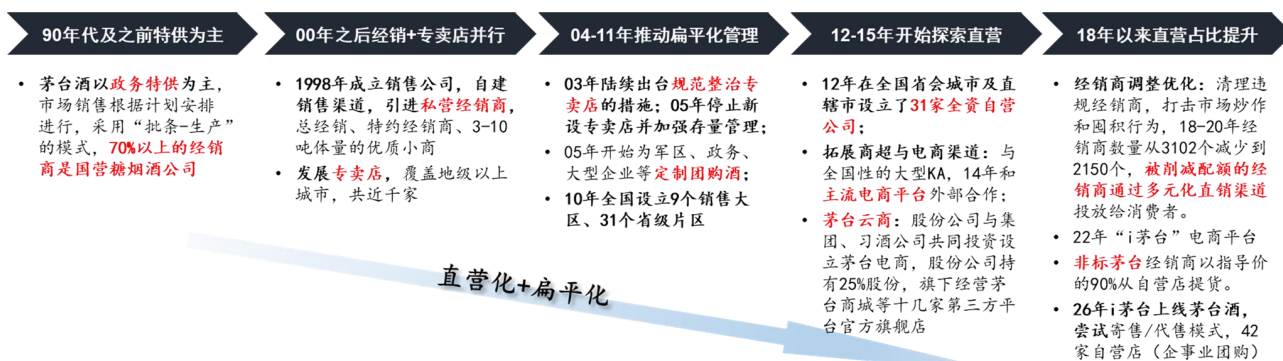 90年代及之前特供为主
00年之后经销+专卖店并行
04-11年推动扁平化管理
12-15年开始探索直营
18年以来直营占比提升
• 茅台酒以政务特供为主，
市场销售根据计划安排
进行，采用“批条-生产”
的模式，70%以上的经销
商是国营糖烟酒公司
• 1998年成立销售公司，自建
销售渠道，引进私营经销商，
总经销、特约经销商、3-10
吨体量的优质小商
• 发展专卖店，覆盖地级以上
城市，共近千家
• 03年陆续出台规范整治专
卖店的措施；05年停止新
设专卖店并加强存量管理；
• 05年开始为军区、政务、
大型企业等定制团购酒；
• 10年全国设立9个销售大
区、31个省级片区
• 12年在全国省会城市及直
辖市设立了31家全资自营
公司；
• 拓展商超与电商渠道：与
全国性的大型KA，14年和
主流电商平台外部合作；
• 茅台云商：股份公司与集
团、习酒公司共同投资设
立茅台电商，股份公司持
有25%股份，旗下经营茅
台商城等十几家第三方平
台官方旗舰店
• 经销商调整优化：清理违
规经销商，打击市场炒作
和囤积行为，18-20年经
销商数量从3102个减少到
2150个，被削减配额的经
销商通过多元化直销渠道
投放给消费者。
• 22年“i茅台”电商平台
• 非标茅台经销商以指导价
的90%从自营店提货。
• 26年i茅台上线茅台酒，
尝试寄售/代售模式，42
家自营店（企事业团购）
直营化+扁平化